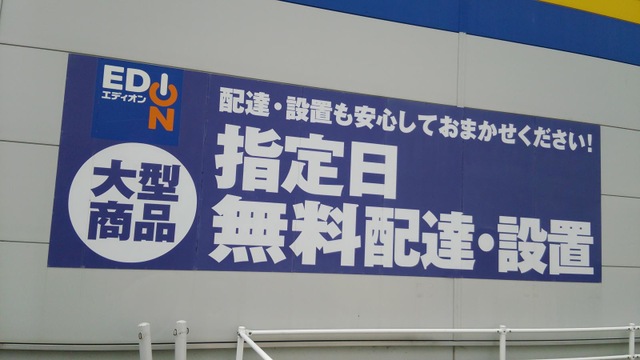 EDION
エディオン
配達・設置も安心しておまかせください!
大型
商品
指定日
無料配達・設置